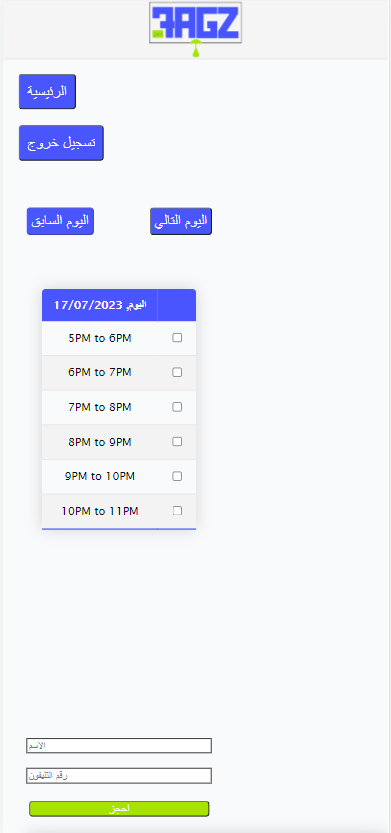 7AGZ
الرئيسية
تسجيل خروج
اليوم السابق
اليوم التالي
اليوم, 17/07/2023
5PM to 6PM
6PM to 7PM
7PM to 8PM
8PM to 9PM
9PM to 10PM
10PM to 11PM
الاسم
رقم التليفون
احجز